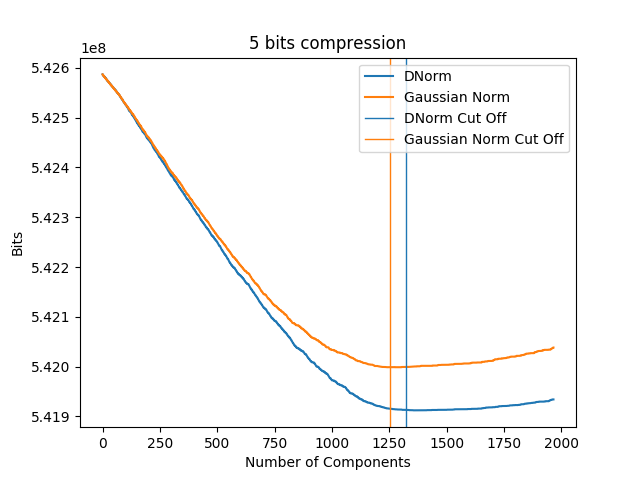 5 bits compression
1e8
5.426
5.425
5.424
5.423
5.422
5.421
5.420
5.419
Bits
DNorm
Gaussian Norm
DNorm Cut Off
Gaussian Norm Cut Off
0 250 500 750 1000 1250 1500 1750 2000
Number of Components